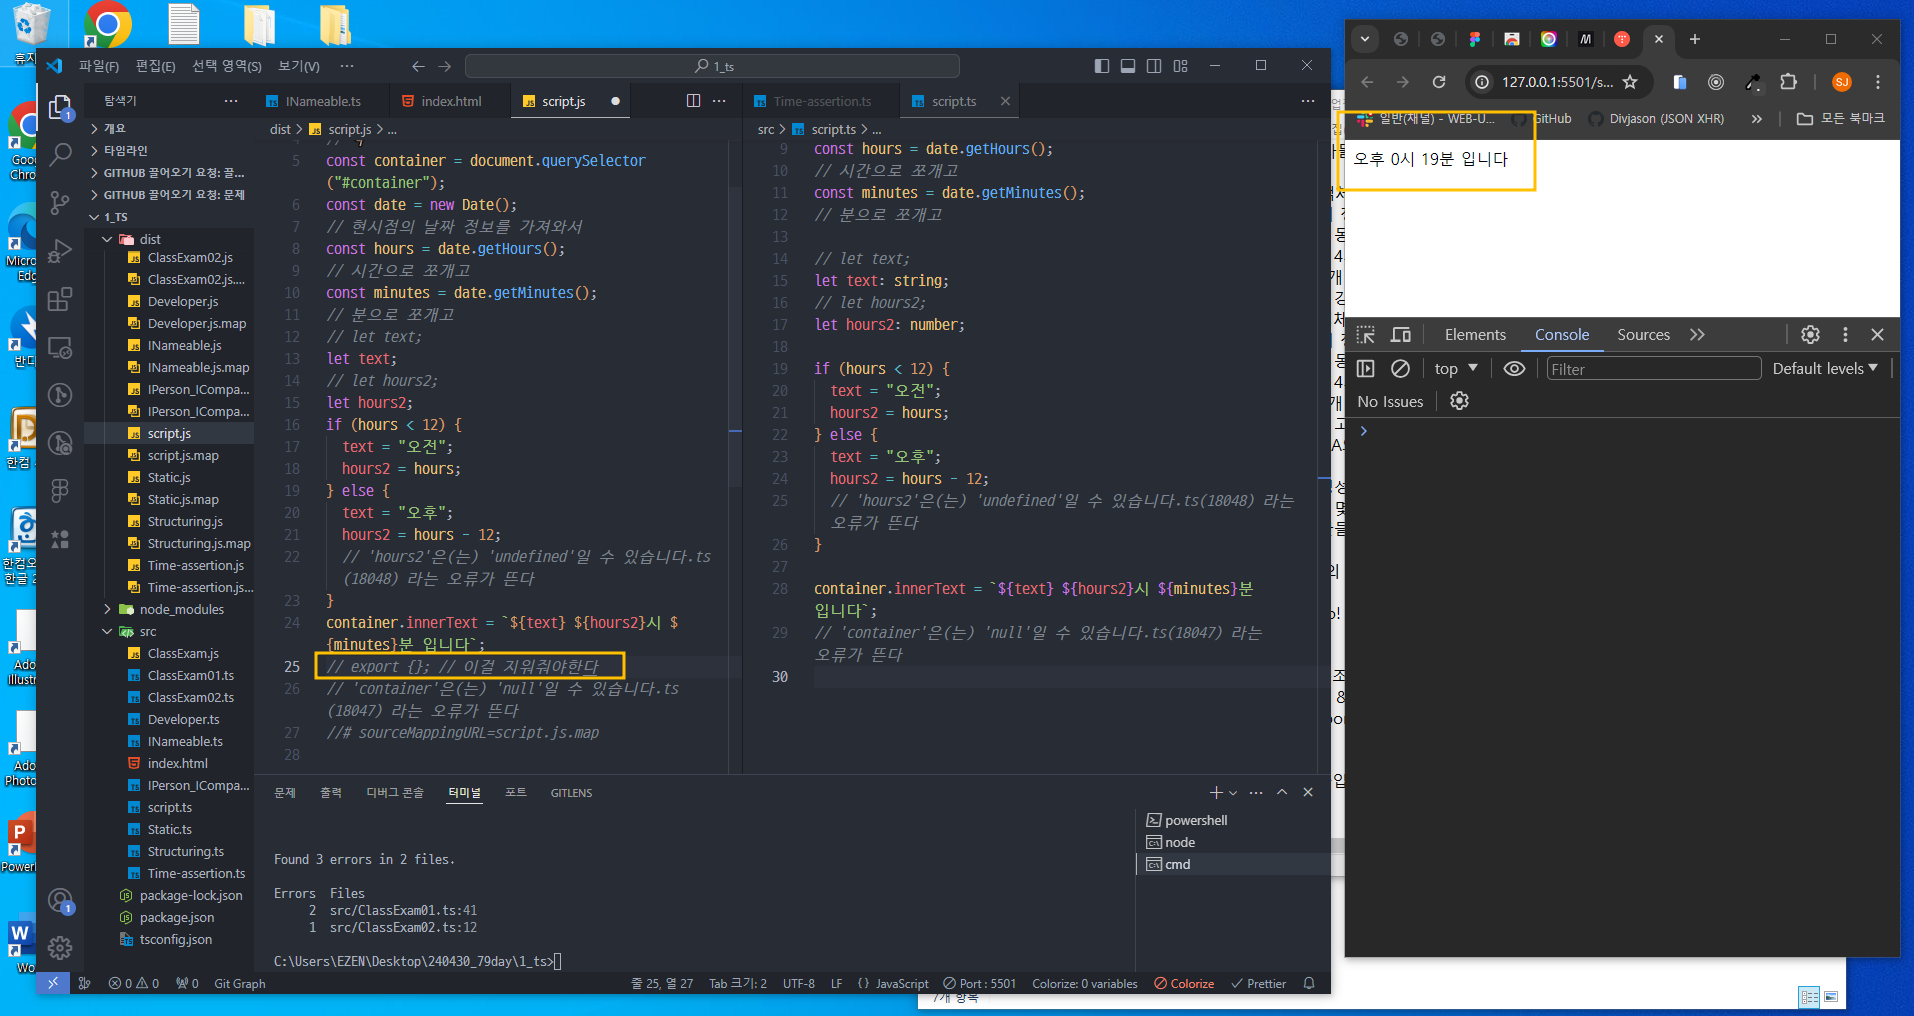 휴지
파일(F) 편집(E) 선택 영역(S) 보기(V) ···
1_ts
탐색기
INameable.ts
index.html
script.js
Time-assertion.ts
script.ts
dist > script.js > ...
src > script.ts > ...
개요
타임라인
GITHUB 끌어오기 요청: 끌...
GITHUB 끌어오기 요청: 문제
1_TS
dist
ClassExam02.js
ClassExam02.js....
Developer.js
Developer.js.map
INameable.js
INameable.js.map
IPerson_ICompa...
IPerson_ICompa...
script.js
script.js.map
Static.js
Static.js.map
Structuring.js
Structuring.js.map
Time-assertion.js
Time-assertion.js...
node_modules
src
ClassExam.js
ClassExam01.ts
ClassExam02.ts
Developer.ts
INameable.ts
index.html
IPerson_ICompa...
script.ts
Static.ts
Structuring.ts
Time-assertion.ts
package-lock.json
package.json
tsconfig.json
5 const container = document.querySelector
("#container");
6 const date = new Date();
7 // 현시점의 날짜 정보를 가져와서
8 const hours = date.getHours();
9 // 시간으로 쪼개고
10 const minutes = date.getMinutes();
11 // 분으로 쪼개고
12 // let text;
13 let text;
14 // let hours2;
15 let hours2;
16 if (hours < 12) {
17 text = "오전";
18 hours2 = hours;
19 } else {
20 text = "오후";
21 hours2 = hours - 12;
22 // 'hours2'은(는) 'undefined'일 수 있습니다.ts
(18048) 라는 오류가 뜬다
23 }
24 container.innerText = `${text} ${hours2}시 $
{minutes}분 입니다`;
25 // export {}; // 이걸 지워줘야한다
26 // 'container'은(는) 'null'일 수 있습니다.ts
(18047) 라는 오류가 뜬다
27 //# sourceMappingURL=script.js.map
28
9 const hours = date.getHours();
10 // 시간으로 쪼개고
11 const minutes = date.getMinutes();
12 // 분으로 쪼개고
13
14 // let text;
15 let text: string;
16 // let hours2;
17 let hours2: number;
18
19 if (hours < 12) {
20 text = "오전";
21 hours2 = hours;
22 } else {
23 text = "오후";
24 hours2 = hours - 12;
25 // 'hours2'은(는) 'undefined'일 수 있습니다.ts(18048) 라는
오류가 뜬다
26 }
27
28 container.innerText = `${text} ${hours2}시 ${minutes}분
입니다`;
29 // 'container'은(는) 'null'일 수 있습니다.ts(18047) 라는
오류가 뜬다
30
문제 출력 디버그 콘솔 터미널 포트 GITLENS
Found 3 errors in 2 files.
Errors Files
2 src/ClassExam01.ts:41
1 src/ClassExam02.ts:12
C:\Users\EZEN\Desktop\240430_79day\1_ts>
powershell
node
cmd
0 0 0 Git Graph
줄 25, 열 27 Tab 크기: 2 UTF-8 LF {} JavaScript Port : 5501 Colorize: 0 variables Colorize Prettier
127.0.0.1:5501/s...
SJ
일반(채널) - WEB-U... GitHub Divjason (JSON XHR) » 모든 북마크
오후 0시 19분 입니다
Elements Console Sources
top Filter Default levels
No Issues
7개 항목